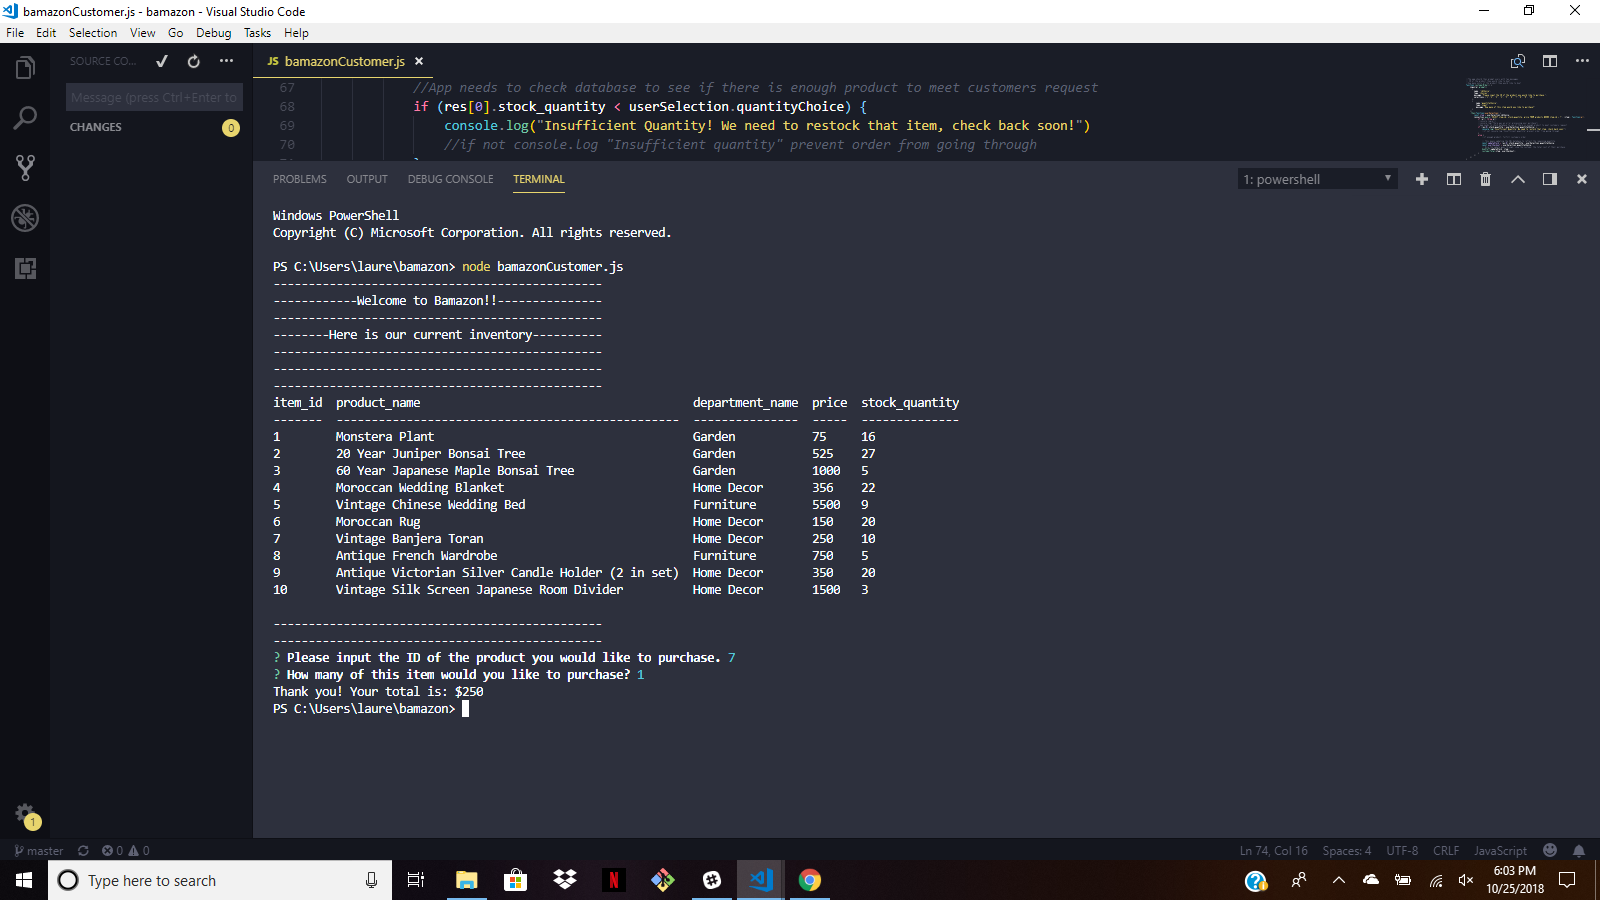 bamazonCustomer.js - bamazon - Visual Studio Code
File Edit Selection View Go Debug Tasks Help
SOURCE CO...
JS bamazonCustomer.js
Message (press Ctrl+Enter to
CHANGES 0
67 //App needs to check database to see if there is enough product to meet customers request
68 if (res[0].stock_quantity < userSelection.quantityChoice) {
69 console.log("Insufficient Quantity! We need to restock that item, check back soon!")
70 //if not console.log "Insufficient quantity" prevent order from going through
PROBLEMS OUTPUT DEBUG CONSOLE TERMINAL 1: powershell
Windows PowerShell
Copyright (C) Microsoft Corporation. All rights reserved.
PS C:\Users\laure\bamazon> node bamazonCustomer.js
-----------------------------------------------
------------Welcome to Bamazon!!---------------
-----------------------------------------------
--------Here is our current inventory----------
-----------------------------------------------
-----------------------------------------------
-----------------------------------------------
item_id product_name department_name price stock_quantity
------- ------------------------------------------------- --------------- ----- --------------
1 Monstera Plant Garden 75 16
2 20 Year Juniper Bonsai Tree Garden 525 27
3 60 Year Japanese Maple Bonsai Tree Garden 1000 5
4 Moroccan Wedding Blanket Home Decor 356 22
5 Vintage Chinese Wedding Bed Furniture 5500 9
6 Moroccan Rug Home Decor 150 20
7 Vintage Banjera Toran Home Decor 250 10
8 Antique French Wardrobe Furniture 750 5
9 Antique Victorian Silver Candle Holder (2 in set) Home Decor 350 20
10 Vintage Silk Screen Japanese Room Divider Home Decor 1500 3
-----------------------------------------------
-----------------------------------------------
? Please input the ID of the product you would like to purchase. 7
? How many of this item would you like to purchase? 1
Thank you! Your total is: $250
PS C:\Users\laure\bamazon>
1
master 0 0 Ln 74, Col 16 Spaces: 4 UTF-8 CRLF JavaScript
Type here to search
6:03 PM
10/25/2018